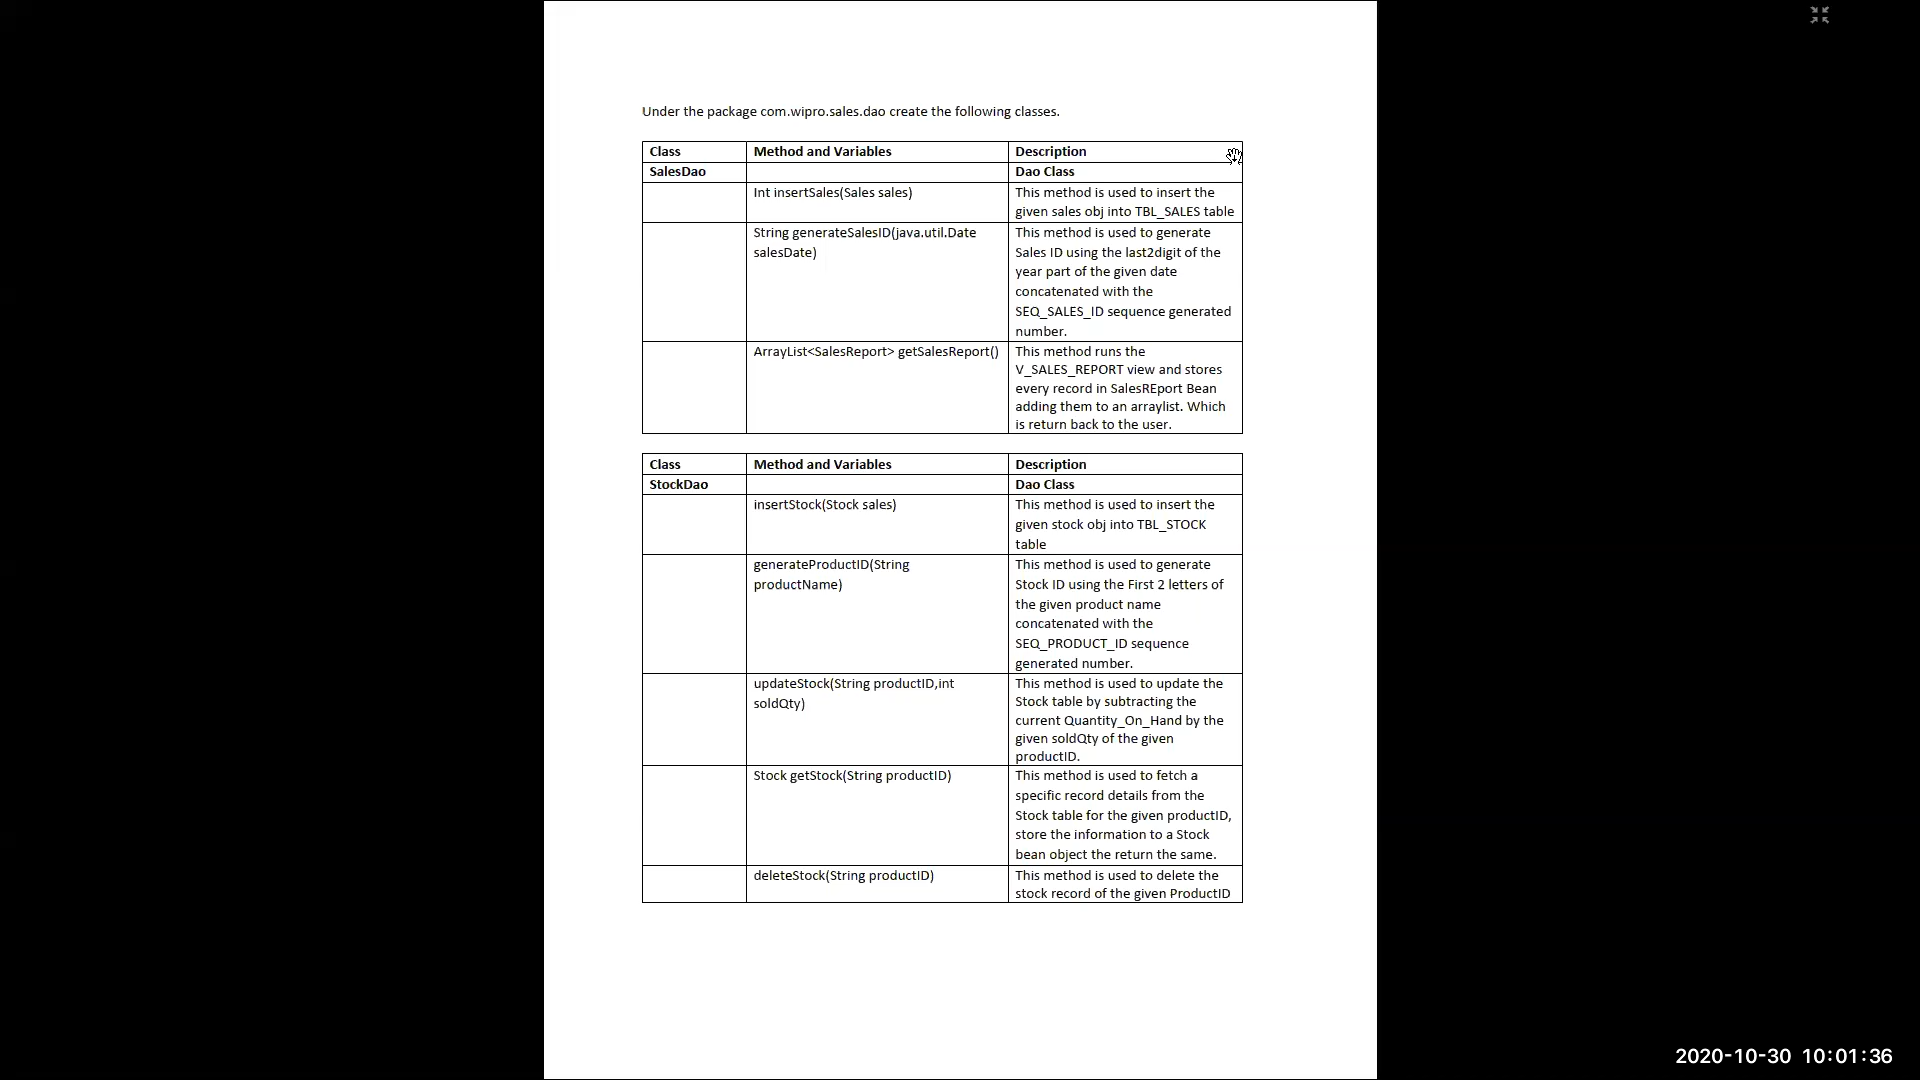 Under the package com.wipro.sales.dao create the following classes.
Class Method and Variables Description
SalesDao Dao Class
Int insertSales(Sales sales) This method is used to insert the
given sales obj into TBL_SALES table
String generateSalesID(java.util.Date This method is used to generate
salesDate) Sales ID using the last2digit of the
year part of the given date
concatenated with the
SEQ_SALES_ID sequence generated
number.
ArrayList<SalesReport> getSalesReport() This method runs the
V_SALES_REPORT view and stores
every record in SalesREport Bean
adding them to an arraylist. Which
is return back to the user.
Class Method and Variables Description
StockDao Dao Class
insertStock(Stock sales) This method is used to insert the
given stock obj into TBL_STOCK
table
generateProductID(String This method is used to generate
productName) Stock ID using the First 2 letters of
the given product name
concatenated with the
SEQ_PRODUCT_ID sequence
generated number.
updateStock(String productID,int This method is used to update the
soldQty) Stock table by subtracting the
current Quantity_On_Hand by the
given soldQty of the given
productID.
Stock getStock(String productID) This method is used to fetch a
specific record details from the
Stock table for the given productID,
store the information to a Stock
bean object the return the same.
deleteStock(String productID) This method is used to delete the
stock record of the given ProductID
2020-10-30 10:01:36